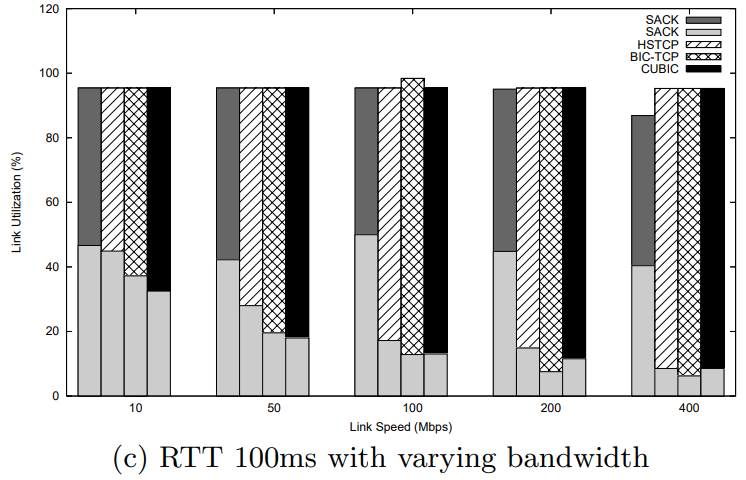 120
100
80
60
40
20
0
Link Utilization (%)
SACK
SACK
HSTCP
BIC-TCP
CUBIC
10 50 100 200 400
Link Speed (Mbps)
(c) RTT 100ms with varying bandwidth